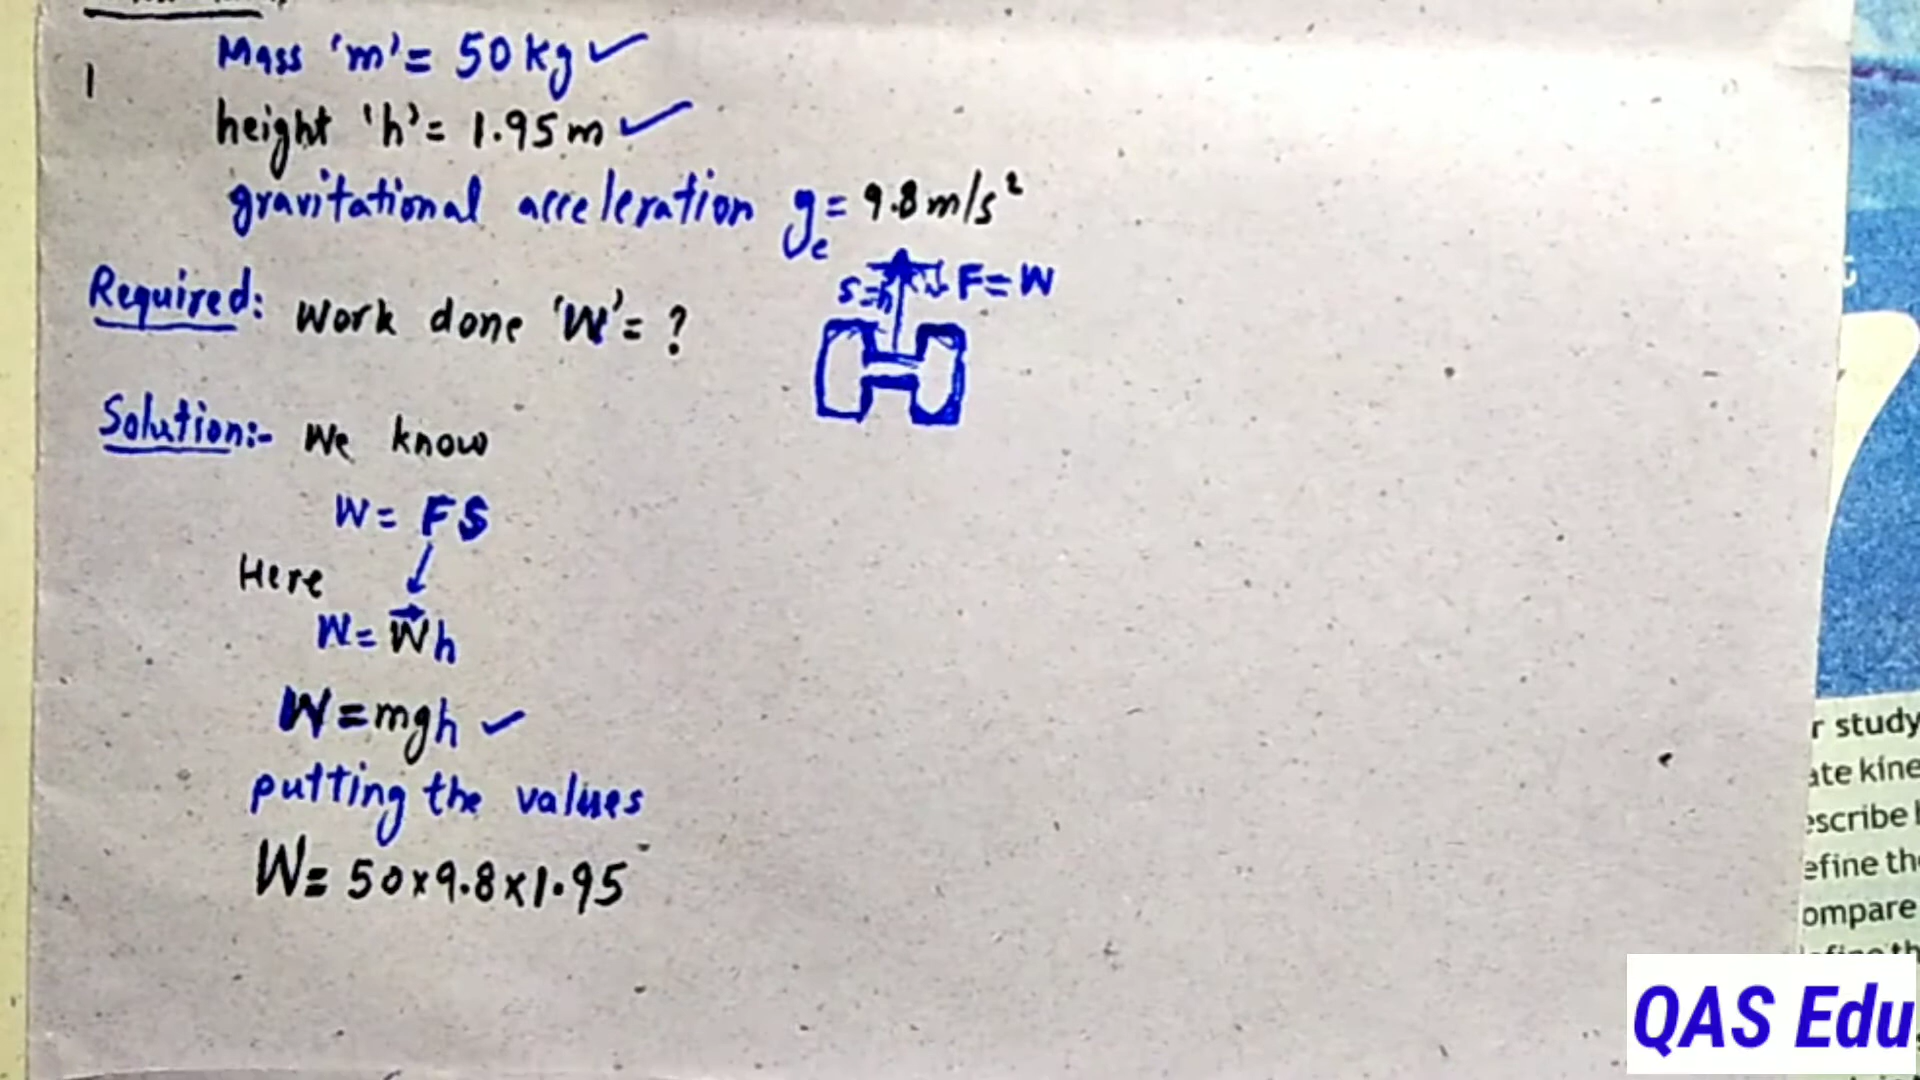 1
Mass 'm' = 50 kg ✓
height 'h' = 1.95 m ✓
gravitational acceleration ge = 9.8 m/s²
S=h F=W
Required: Work done 'W' = ?
Solution:- We know
W = FS
Here
W = W⃗h
W = mgh ✓
putting the values
W = 50×9.8×1.95
r study
ate kine
escribe
efine the
ompare
QAS Edu